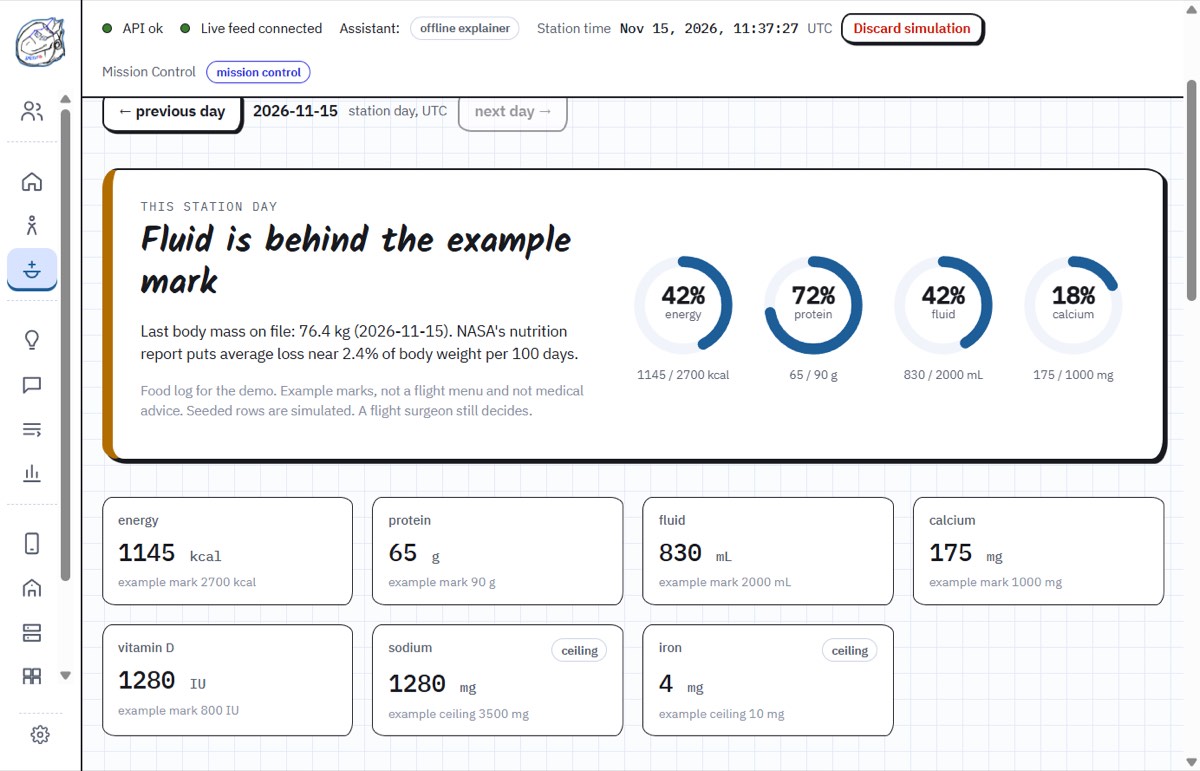 API ok
Live feed connected
Assistant: offline explainer
Station time Nov 15, 2026, 11:37:27 UTC
Discard simulation
Mission Control mission control
← previous day 2026-11-15 station day, UTC next day →
THIS STATION DAY
Fluid is behind the example
mark
Last body mass on file: 76.4 kg (2026-11-15). NASA's nutrition
report puts average loss near 2.4% of body weight per 100 days.
Food log for the demo. Example marks, not a flight menu and not medical
advice. Seeded rows are simulated. A flight surgeon still decides.
42%
energy
1145 / 2700 kcal
72%
protein
65 / 90 g
42%
fluid
830 / 2000 mL
18%
calcium
175 / 1000 mg
energy
1145 kcal
example mark 2700 kcal
protein
65 g
example mark 90 g
fluid
830 mL
example mark 2000 mL
calcium
175 mg
example mark 1000 mg
vitamin D
1280 IU
example mark 800 IU
sodium ceiling
1280 mg
example ceiling 3500 mg
iron ceiling
4 mg
example ceiling 10 mg